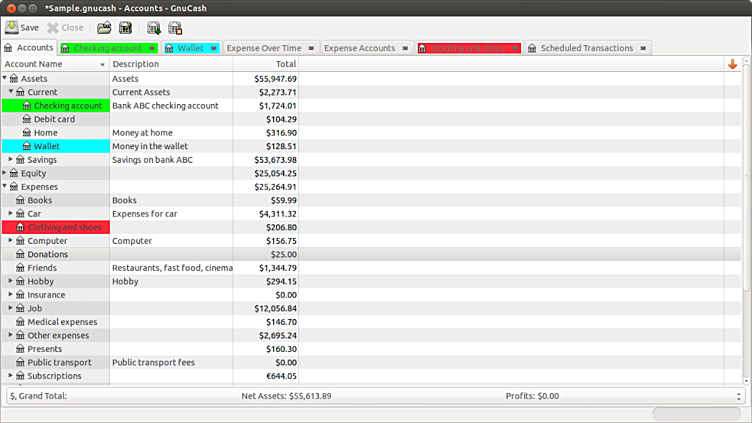 *Sample.gnucash - Accounts - GnuCash
Save Close
Accounts Checking account Wallet Expense Over Time Expense Accounts Clothing and shoes Scheduled Transactions
Account Name Description Total
Assets Assets $55,947.69
Current Current Assets $2,273.71
Checking account Bank ABC checking account $1,724.01
Debit card $104.29
Home Money at home $316.90
Wallet Money in the wallet $128.51
Savings Savings on bank ABC $53,673.98
Equity $25,054.25
Expenses $25,264.91
Books Books $59.99
Car Expenses for car $4,311.32
Clothing and shoes $206.80
Computer Computer $156.75
Donations $25.00
Friends Restaurants, fast food, cinema $1,344.79
Hobby Hobby $294.15
Insurance $0.00
Job $12,056.84
Medical expenses $146.70
Other expenses $2,695.24
Presents $160.30
Public transport Public transport fees $0.00
Subscriptions €644.05
$, Grand Total: Net Assets: $55,613.89 Profits: $0.00